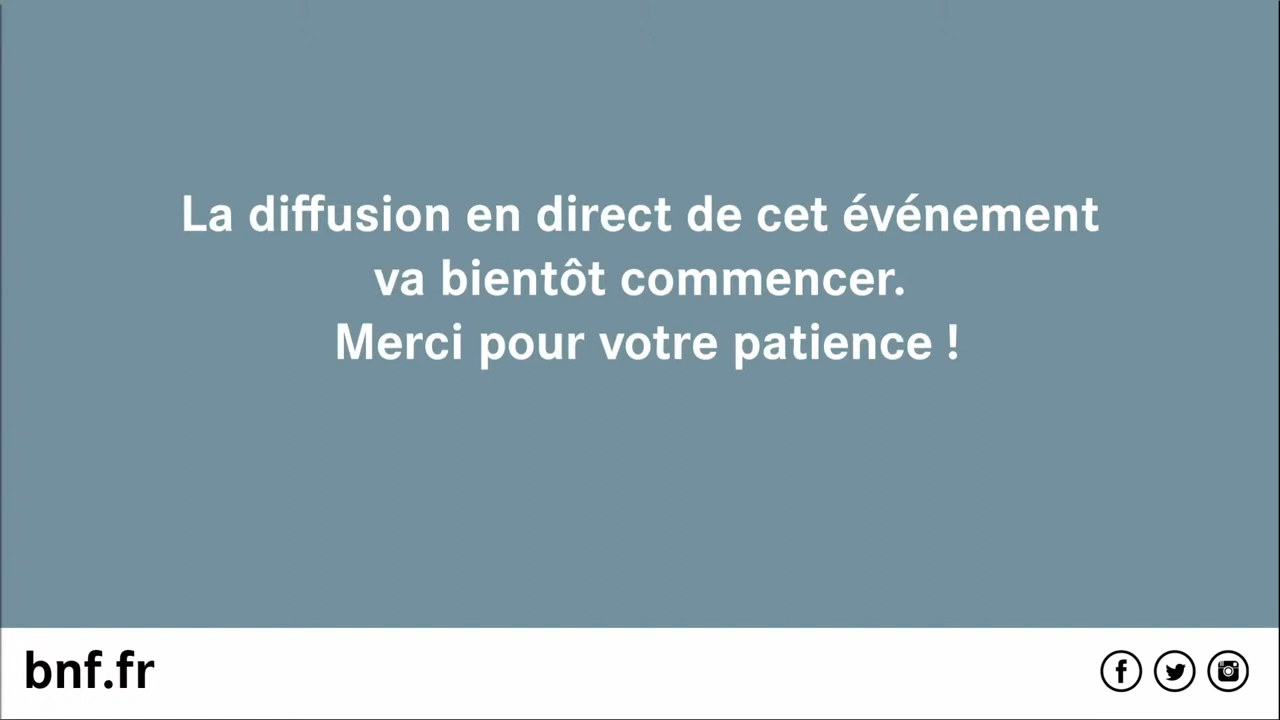 La diffusion en direct de cet événement
va bientôt commencer.
Merci pour votre patience !
bnf.fr